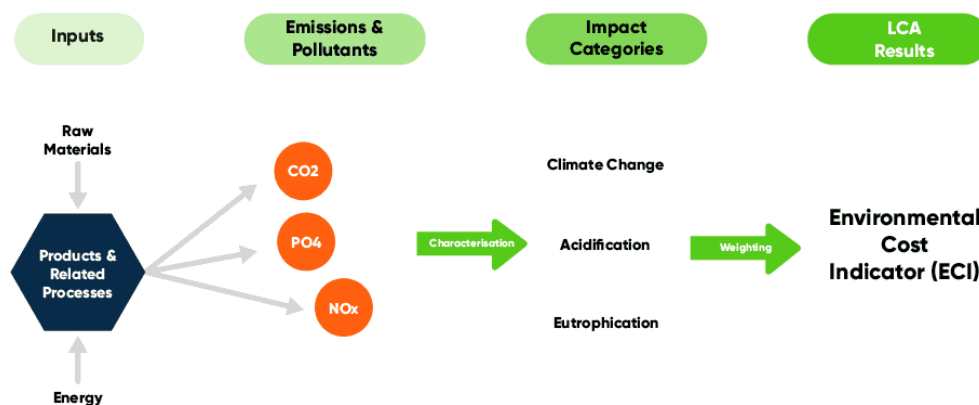 Inputs
Emissions &
Pollutants
Impact
Categories
LCA
Results
Raw
Materials
Products &
Related
Processes
Energy
CO2
PO4
NOx
Characterisation
Climate Change
Acidification
Eutrophication
Weighting
Environmental
Cost
Indicator (ECI)